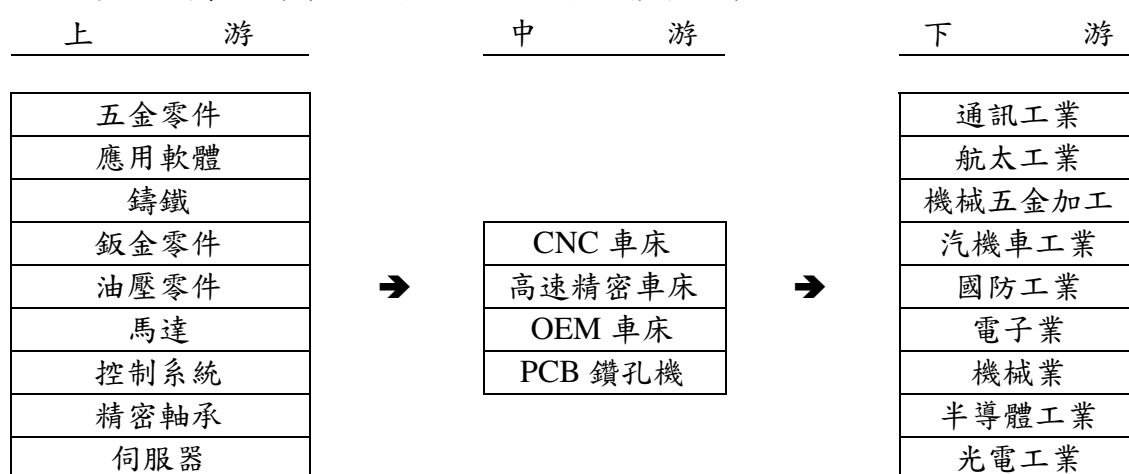 上 游 中 游 下 游
五金零件 通訊工業
應用軟體 航太工業
鑄鐵 機械五金加工
鈑金零件 CNC 車床 汽機車工業
油壓零件 ➔ 高速精密車床 ➔ 國防工業
馬達 OEM 車床 電子業
控制系統 PCB 鑽孔機 機械業
精密軸承 半導體工業
伺服器 光電工業